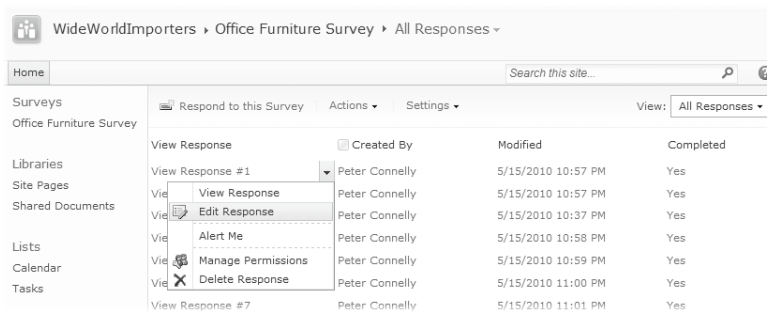 WideWorldImporters ▸ Office Furniture Survey ▸ All Responses
Home
Search this site...
Surveys
Office Furniture Survey
Libraries
Site Pages
Shared Documents
Lists
Calendar
Tasks
Respond to this Survey Actions Settings View: All Responses
View Response Created By Modified Completed
View Response #1 Peter Connelly 5/15/2010 10:57 PM Yes
Vie Peter Connelly 5/15/2010 10:57 PM Yes
Vie Peter Connelly 5/15/2010 10:37 PM Yes
Vie Peter Connelly 5/15/2010 10:58 PM Yes
Vie Peter Connelly 5/15/2010 10:59 PM Yes
Vie Peter Connelly 5/15/2010 11:00 PM Yes
View Response #7 Peter Connelly 5/15/2010 11:01 PM Yes
View Response
Edit Response
Alert Me
Manage Permissions
Delete Response